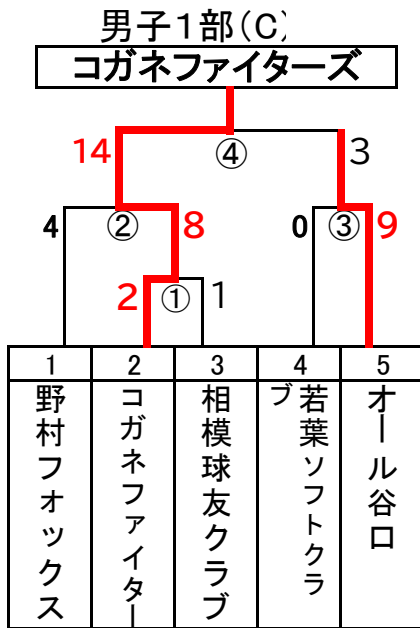 男子１部(C)
コガネファイターズ
14
④
3
4
②
8
0
③
9
2
①
1
1
2
3
4
5
野村フォックス
コガネファイター
相模球友クラブ
若葉ソフトクラ
ブ
オール谷口